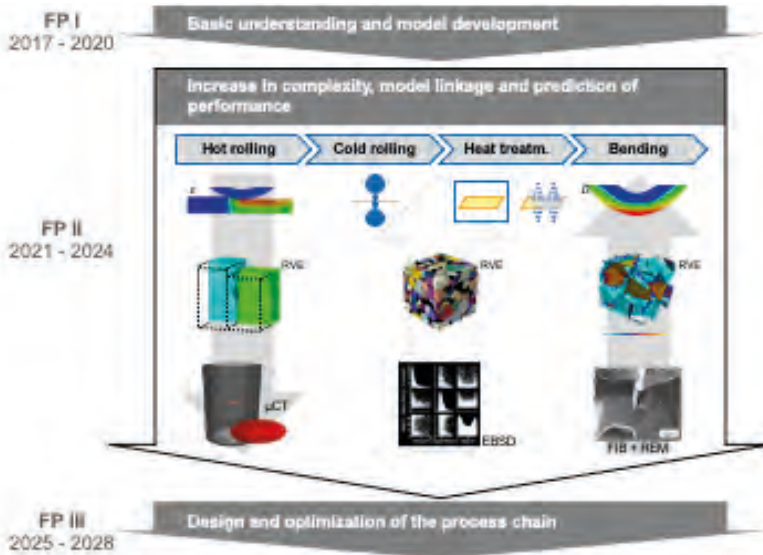 FP I
2017 - 2020
Basic understanding and model development
Increase in complexity, model linkage and prediction of
performance
Hot rolling
Cold rolling
Heat treatm.
Bending
FP II
2021 - 2024
RVE
RVE
RVE
µCT
EBSD
FIB + REM
FP III
2025 - 2028
Design and optimization of the process chain